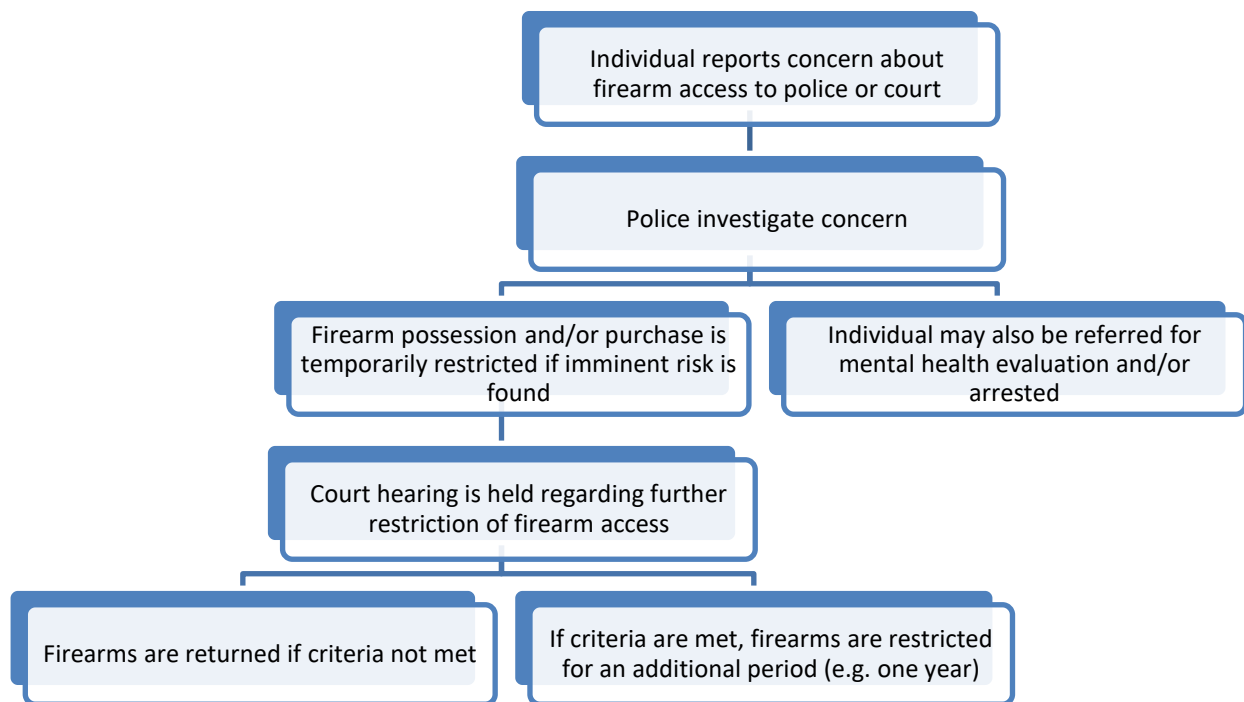 Individual reports concern about
firearm access to police or court
Police investigate concern
Firearm possession and/or purchase is
temporarily restricted if imminent risk is
found
Individual may also be referred for
mental health evaluation and/or
arrested
Court hearing is held regarding further
restriction of firearm access
Firearms are returned if criteria not met
If criteria are met, firearms are restricted
for an additional period (e.g. one year)